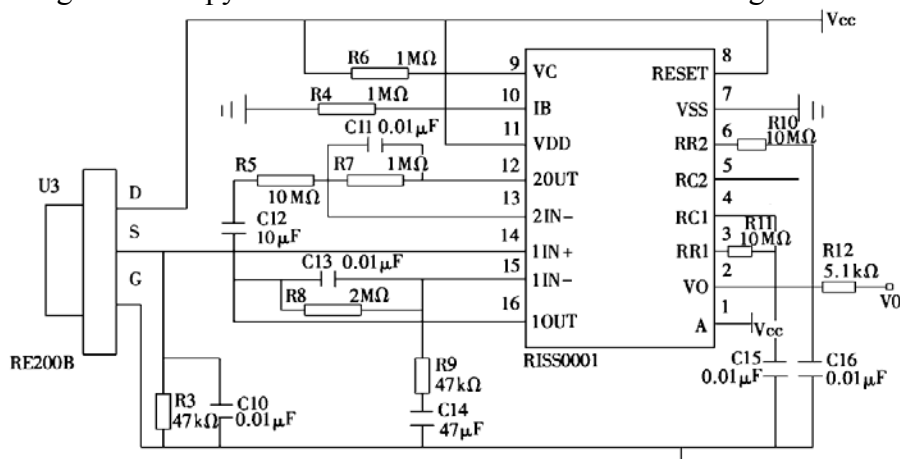 Vcc
R6 1MΩ
9 VC
RESET 8
R4 1MΩ
10 IB
VSS 7
C11 0.01μF
11 VDD
RR2 6
R10
10MΩ
R5
R7 1MΩ
12 2OUT
RC2 5
U3
D
10MΩ
13 2IN-
RC1 4
C12
10μF
S
14 1IN+
RR1 3
R11
10MΩ
C13 0.01μF
15 1IN-
VO 2
R12
5.1kΩ
VO
G
R8 2MΩ
16 1OUT
A 1
Vcc
RE200B
RISS0001
R9
47kΩ
C15
0.01μF
C16
0.01μF
R3
47kΩ
C10
0.01μF
C14
47μF